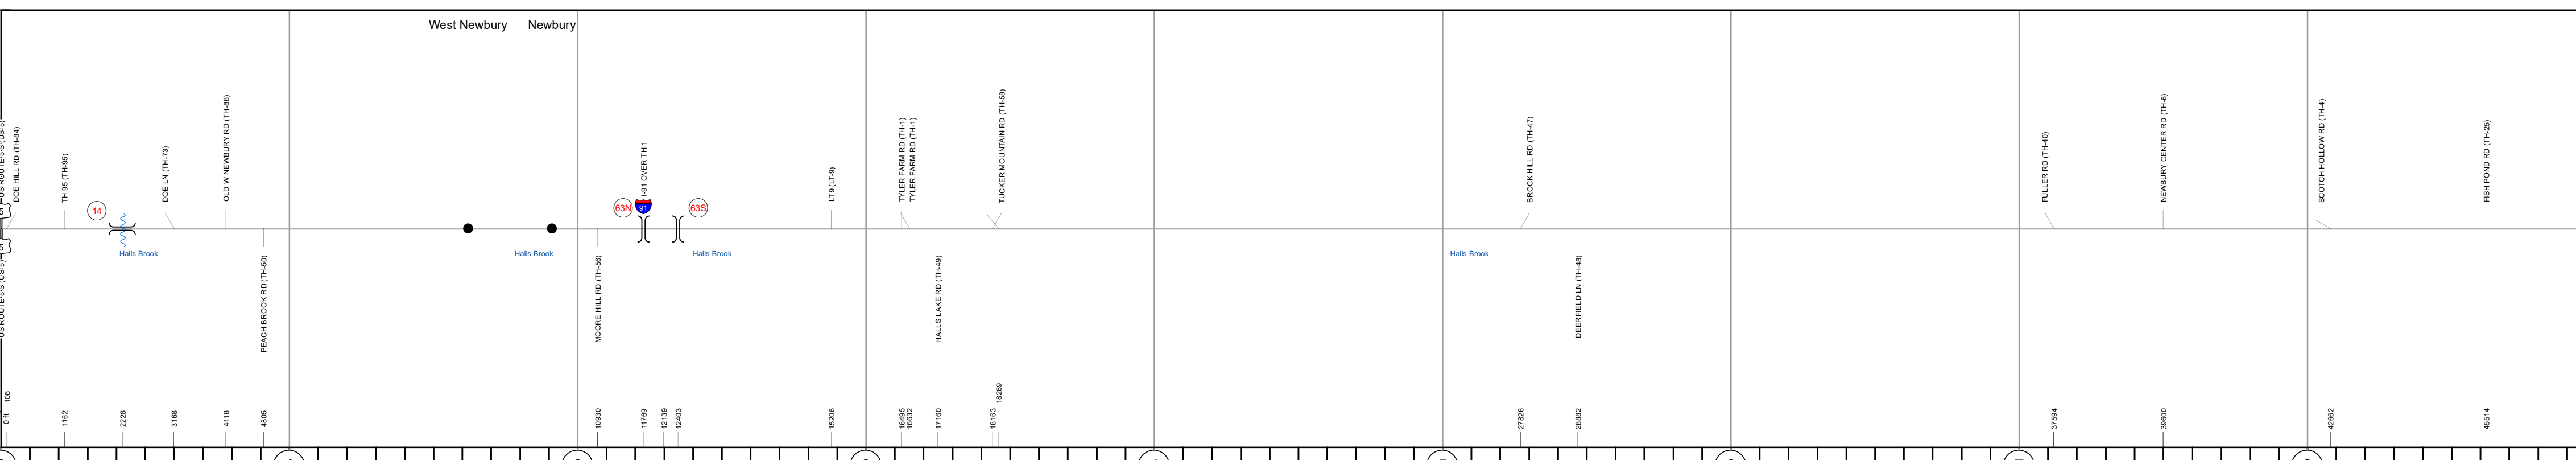 West Newbury
Newbury
DOE HILL RD (TH-84)
TH 95 (TH-95)
DOE LN (TH-73)
OLD W NEWBURY RD (TH-88)
I-91 OVER TH 1
LT 9 (LT-9)
TYLER FARM RD (TH-1)
TYLER FARM RD (TH-1)
TUCKER MOUNTAIN RD (TH-58)
BROCK HILL RD (TH-47)
FULLER RD (TH-40)
NEWBURY CENTER RD (TH-6)
SCOTCH HOLLOW RD (TH-4)
FISH POND RD (TH-25)
5
14
63N
91
63S
5
Halls Brook
Halls Brook
Halls Brook
Halls Brook
PEACH BROOK RD (TH-50)
MOORE HILL RD (TH-56)
HALLS LAKE RD (TH-49)
DEERFIELD LN (TH-48)
0 ft
106
1162
2228
3168
4118
4805
10930
11769
12139
12403
15206
16495
16632
17160
18163
18269
27826
28882
37594
39600
42662
45514